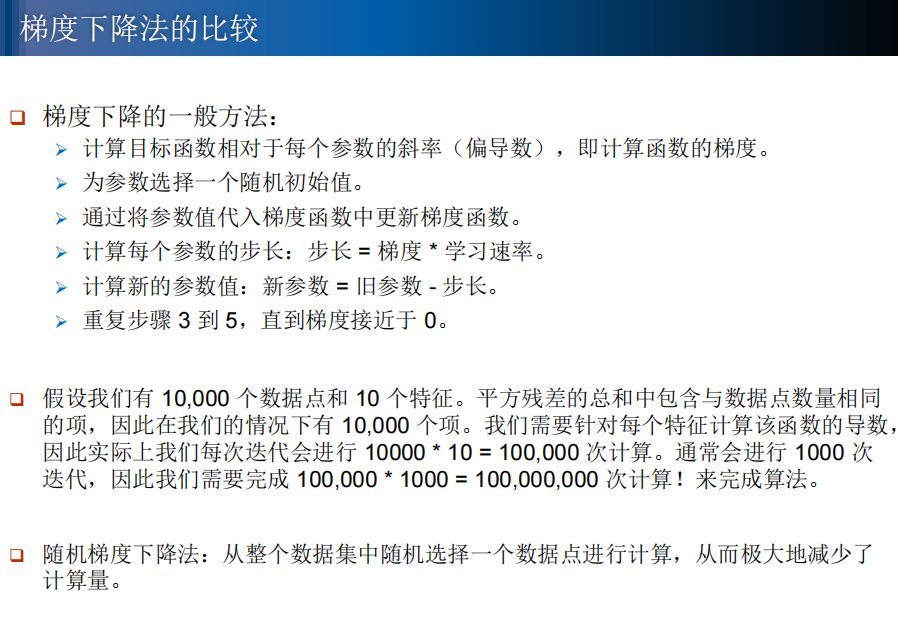 梯度下降法的比较
梯度下降的一般方法：
计算目标函数相对于每个参数的斜率（偏导数），即计算函数的梯度。
为参数选择一个随机初始值。
通过将参数值代入梯度函数中更新梯度函数。
计算每个参数的步长：步长 = 梯度 * 学习速率。
计算新的参数值：新参数 = 旧参数 - 步长。
重复步骤 3 到 5，直到梯度接近于 0。
假设我们有 10,000 个数据点和 10 个特征。平方残差的总和中包含与数据点数量相同
的项，因此在我们的情况下有 10,000 个项。我们需要针对每个特征计算该函数的导数，
因此实际上我们每次迭代会进行 10000 * 10 = 100,000 次计算。通常会进行 1000 次
迭代，因此我们需要完成 100,000 * 1000 = 100,000,000 次计算！来完成算法。
随机梯度下降法：从整个数据集中随机选择一个数据点进行计算，从而极大地减少了
计算量。